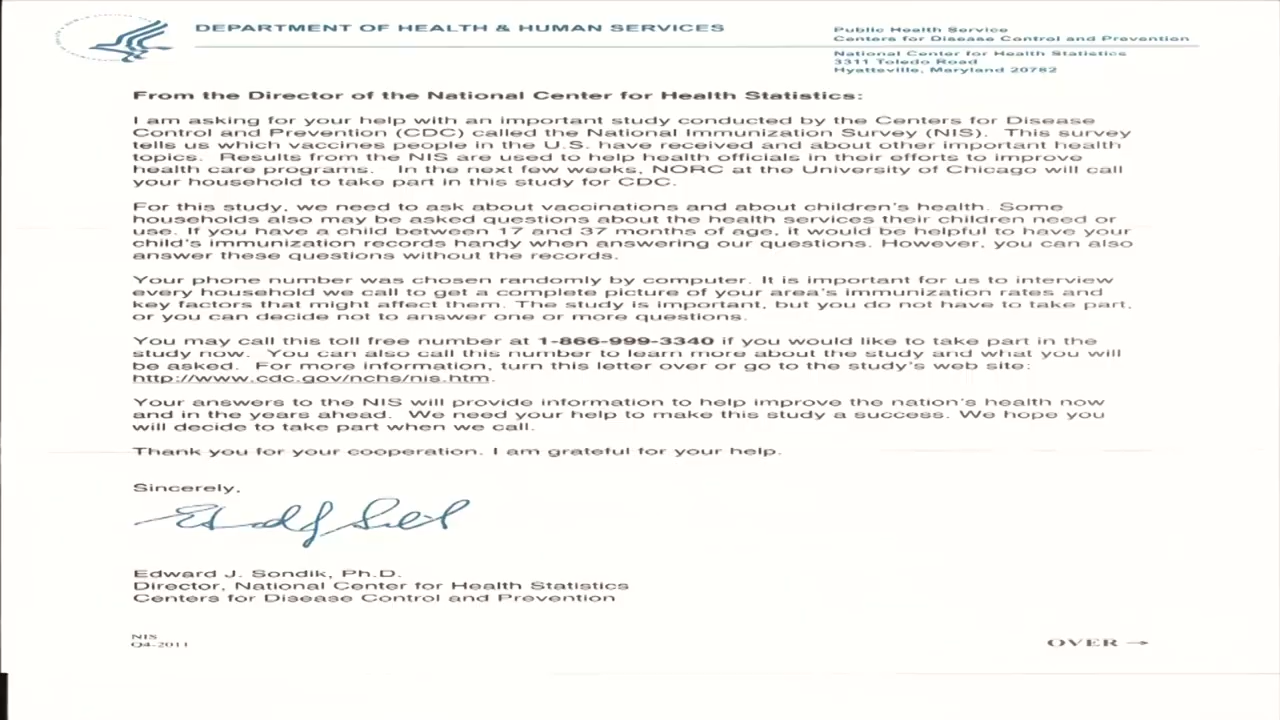 DEPARTMENT OF HEALTH & HUMAN SERVICES
Public Health Service
Centers for Disease Control and Prevention
National Center for Health Statistics
3311 Toledo Road
Hyattsville, Maryland 20782
From the Director of the National Center for Health Statistics:
I am asking for your help with an important study conducted by the Centers for Disease
Control and Prevention (CDC) called the National Immunization Survey (NIS). This survey
tells us which vaccines people in the U.S. have received and about other important health
topics. Results from the NIS are used to help health officials in their efforts to improve
health care programs. In the next few weeks, NORC at the University of Chicago will call
your household to take part in this study for CDC.
For this study, we need to ask about vaccinations and about children's health. Some
households also may be asked questions about the health services their children need or
use. If you have a child between 17 and 37 months of age, it would be helpful to have your
child's immunization records handy when answering our questions. However, you can also
answer these questions without the records.
Your phone number was chosen randomly by computer. It is important for us to interview
every household we call to get a complete picture of your area's immunization rates and
key factors that might affect them. The study is important, but you do not have to take part,
or you can decide not to answer one or more questions.
You may call this toll free number at 1-866-999-3340 if you would like to take part in the
study now. You can also call this number to learn more about the study and what you will
be asked. For more information, turn this letter over or go to the study's web site:
http://www.cdc.gov/nchs/nis.htm.
Your answers to the NIS will provide information to help improve the nation's health now
and in the years ahead. We need your help to make this study a success. We hope you
will decide to take part when we call.
Thank you for your cooperation. I am grateful for your help.
Sincerely,
Edward J. Sondik, Ph.D.
Director, National Center for Health Statistics
Centers for Disease Control and Prevention
NIS
Q4-2011
OVER →